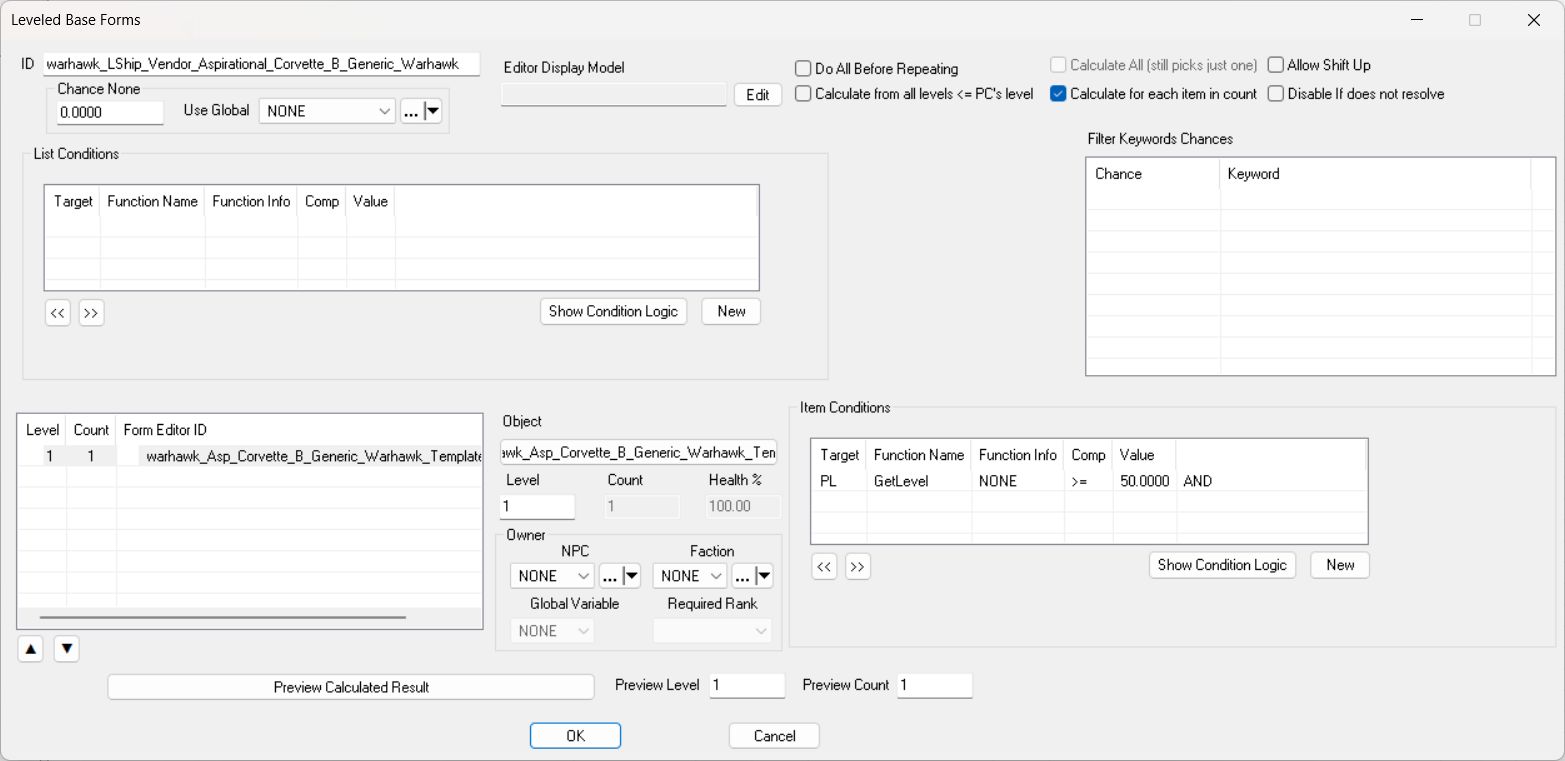 Leveled Base Forms
ID warhawk_LShip_Vendor_Aspirational_Corvette_B_Generic_Warhawk
Editor Display Model
Edit
Do All Before Repeating
Calculate from all levels <= PC's level
Calculate All (still picks just one)
Allow Shift Up
Calculate for each item in count
Disable If does not resolve
Chance None
0.0000
Use Global NONE ...
Filter Keywords Chances
Chance Keyword
List Conditions
Target Function Name Function Info Comp Value
<< >> Show Condition Logic New
Level Count Form Editor ID
1 1 warhawk_Asp_Corvette_B_Generic_Warhawk_Template
Object
awk_Asp_Corvette_B_Generic_Warhawk_Ten
Level Count Health %
1 1 100.00
Owner
NPC Faction
NONE ... NONE ...
Global Variable Required Rank
NONE
Item Conditions
Target Function Name Function Info Comp Value
PL GetLevel NONE >= 50.0000 AND
<< >> Show Condition Logic New
Preview Calculated Result
Preview Level 1
Preview Count 1
OK Cancel